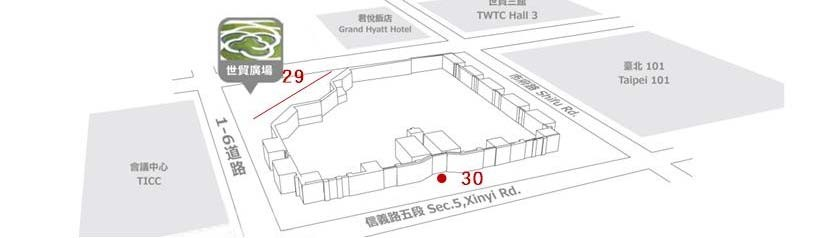 君悅飯店
Grand Hyatt Hotel
世貿三館
TWTC Hall 3
世貿廣場
29
臺北 101
Taipei 101
市府路 Shifu Rd.
1-6道路
會議中心
TICC
30
信義路五段 Sec.5,Xinyi Rd.